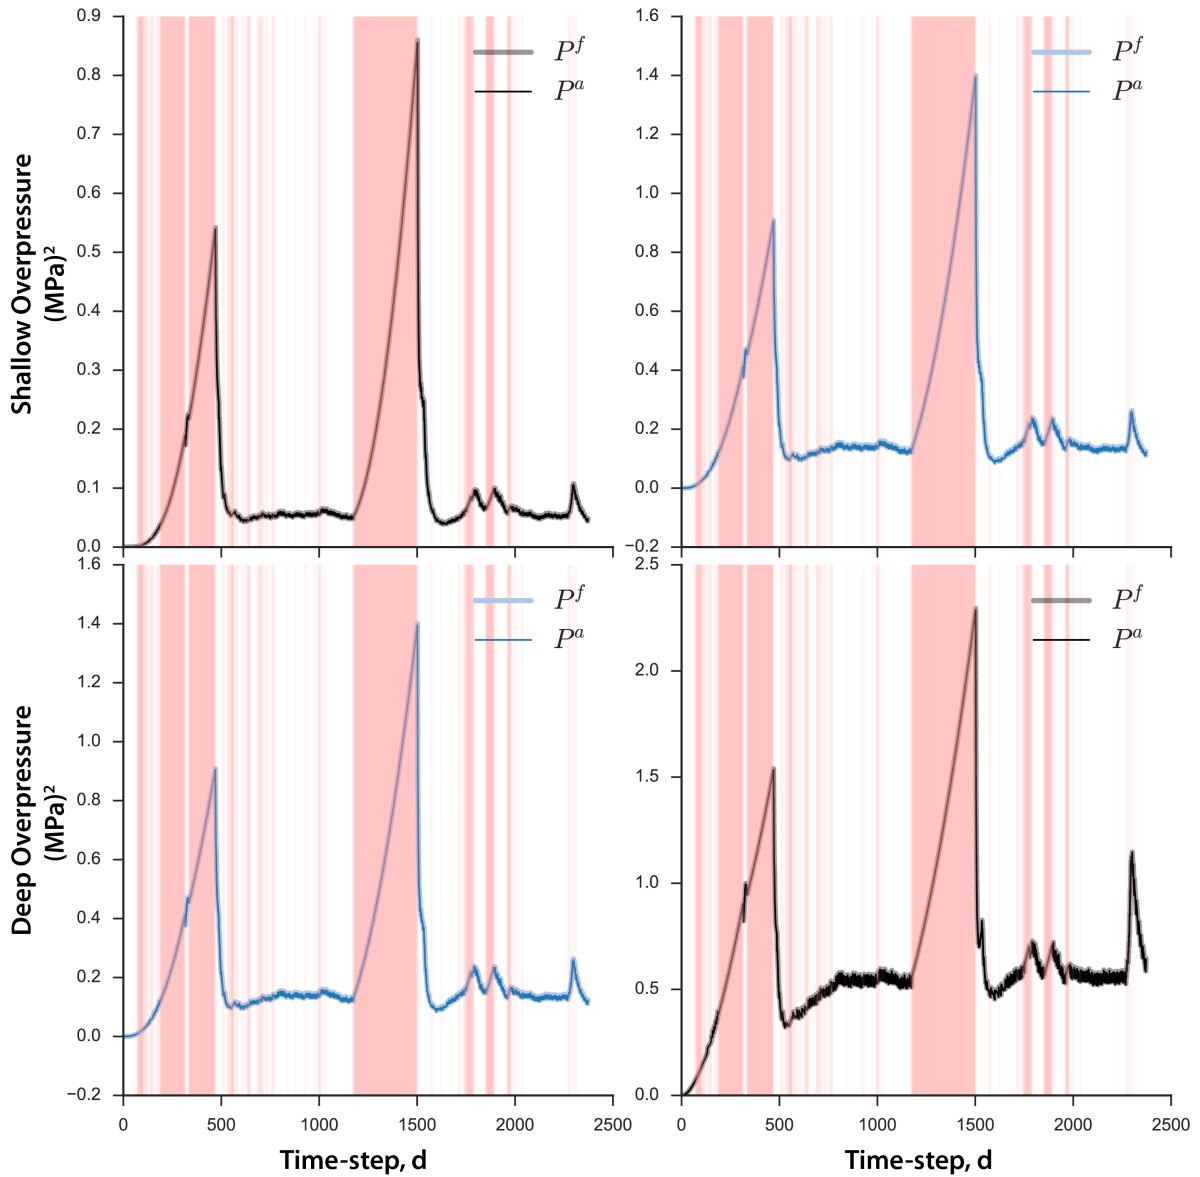 0.9
0.8
0.7
0.6
0.5
0.4
0.3
0.2
0.1
0.0
Shallow Overpressure
(MPa)²
P^f
P^a
1.6
1.4
1.2
1.0
0.8
0.6
0.4
0.2
0.0
−0.2
P^f
P^a
1.6
1.4
1.2
1.0
0.8
0.6
0.4
0.2
0.0
−0.2
Deep Overpressure
(MPa)²
P^f
P^a
0 500 1000 1500 2000 2500
Time-step, d
2.5
2.0
1.5
1.0
0.5
0.0
P^f
P^a
0 500 1000 1500 2000 2500
Time-step, d